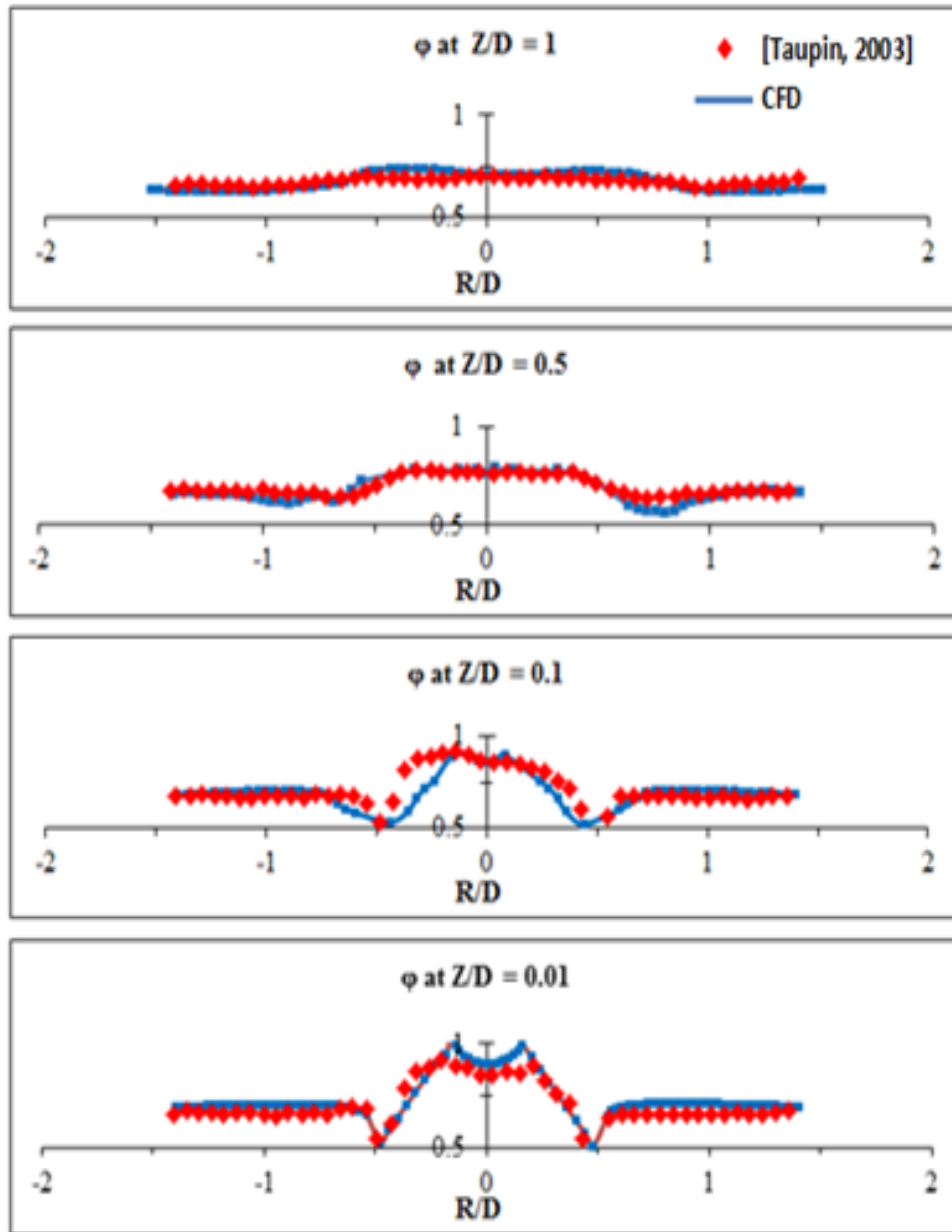 φ at Z/D = 1
[Taupin, 2003]
CFD
1
0.5
-2 -1 0 1 2
R/D
φ at Z/D = 0.5
1
0.5
-2 -1 0 1 2
R/D
φ at Z/D = 0.1
1
0.5
-2 -1 0 1 2
R/D
φ at Z/D = 0.01
1
0.5
-2 -1 0 1 2
R/D